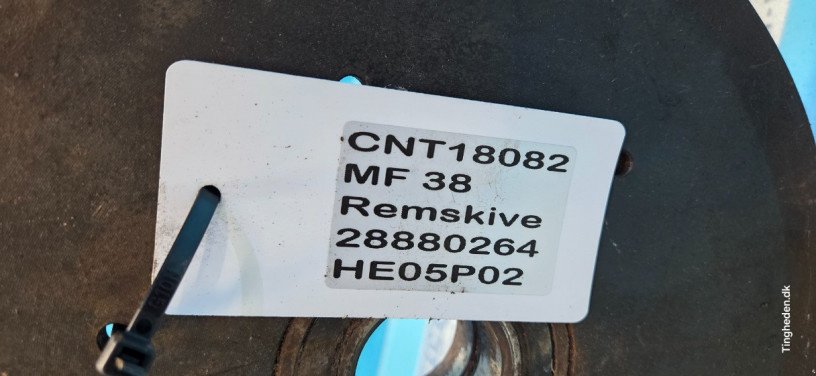 CNT18082
MF 38
Remskive
28880264
HE05P02
Tingheden.dk